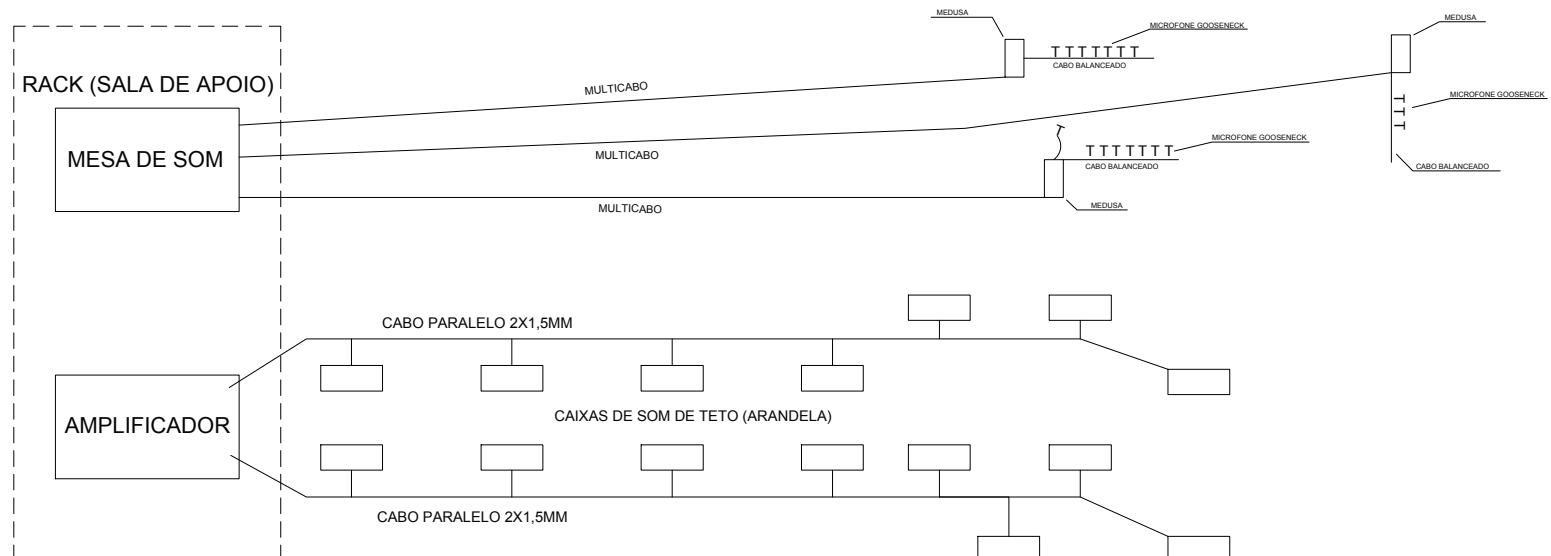 MEDUSA
MICROFONE GOOSENECK
CABO BALANCEADO
MEDUSA
MICROFONE GOOSENECK
CABO BALANCEADO
RACK (SALA DE APOIO)
MESA DE SOM
MULTICABO
MULTICABO
MULTICABO
MICROFONE GOOSENECK
CABO BALANCEADO
MEDUSA
CABO PARALELO 2X1,5MM
AMPLIFICADOR
CAIXAS DE SOM DE TETO (ARANDELA)
CABO PARALELO 2X1,5MM